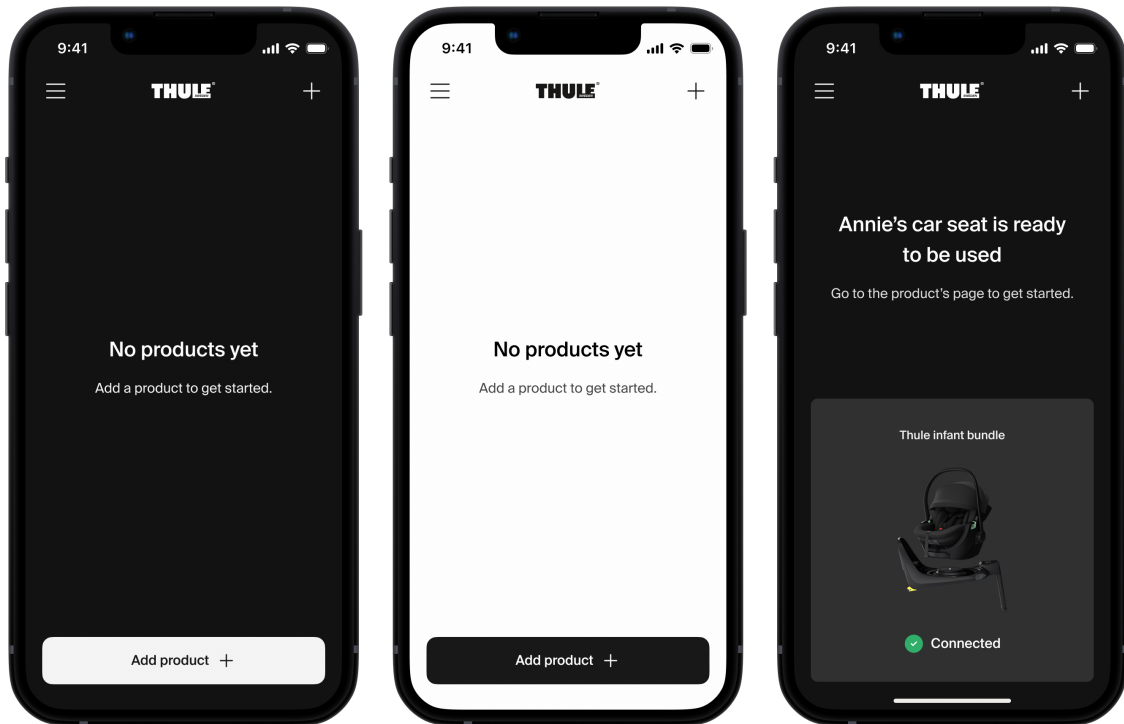 9:41
THULE
No products yet
Add a product to get started.
Add product
9:41
THULE
No products yet
Add a product to get started.
Add product
9:41
THULE
Annie’s car seat is ready
to be used
Go to the product’s page to get started.
Thule infant bundle
Connected